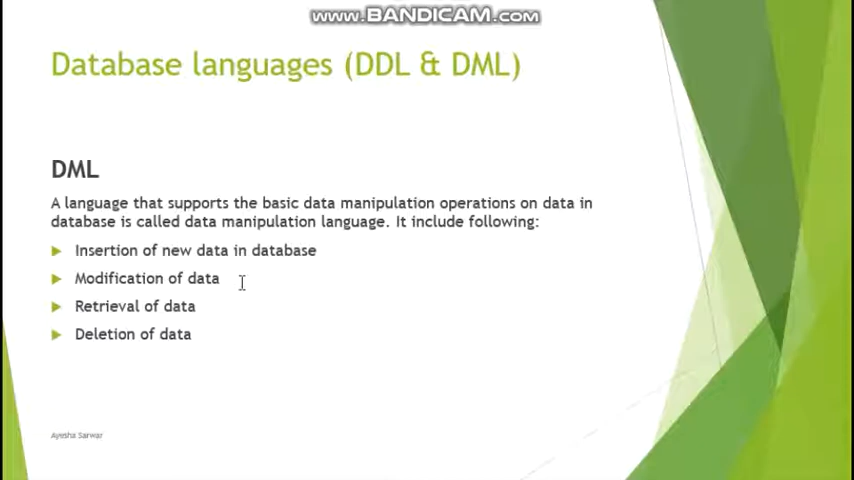 www.BANDICAM.com
Database languages (DDL & DML)
DML
A language that supports the basic data manipulation operations on data in
database is called data manipulation language. It include following:
Insertion of new data in database
Modification of data
Retrieval of data
Deletion of data
Ayesha Sarwar